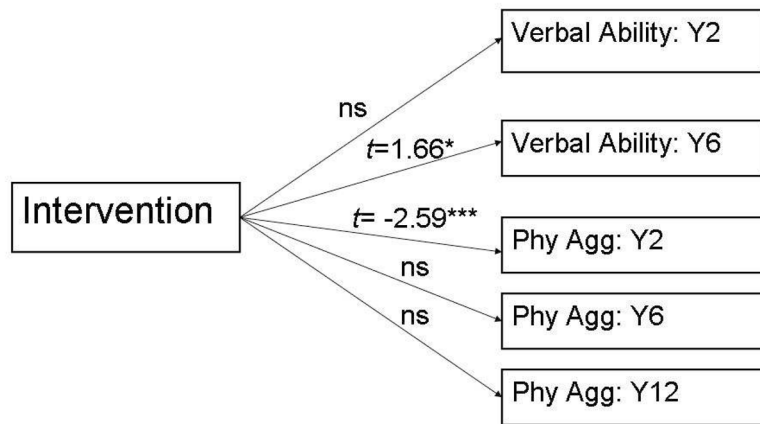 Verbal Ability: Y2
ns
t=1.66*
Verbal Ability: Y6
Intervention
t= -2.59***
Phy Agg: Y2
ns
Phy Agg: Y6
ns
Phy Agg: Y12